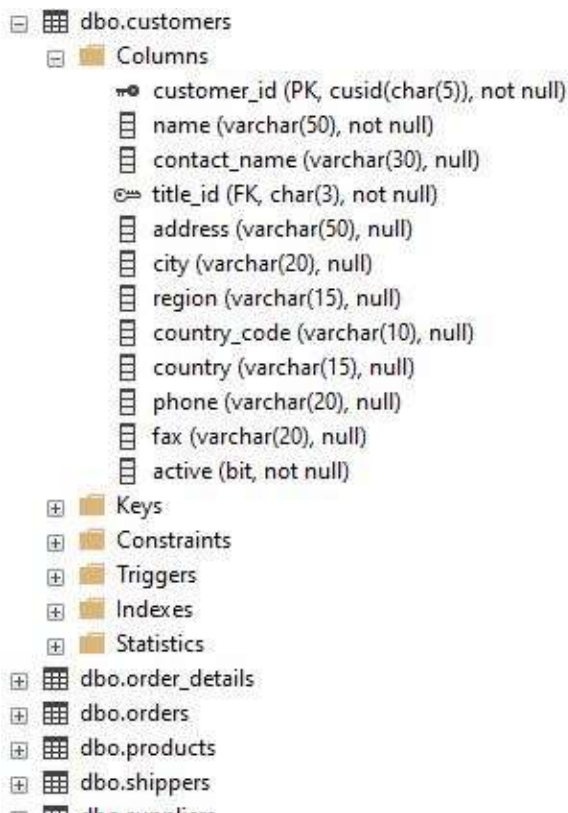 dbo.customers
Columns
customer_id (PK, cusid(char(5)), not null)
name (varchar(50), not null)
contact_name (varchar(30), null)
title_id (FK, char(3), not null)
address (varchar(50), null)
city (varchar(20), null)
region (varchar(15), null)
country_code (varchar(10), null)
country (varchar(15), null)
phone (varchar(20), null)
fax (varchar(20), null)
active (bit, not null)
Keys
Constraints
Triggers
Indexes
Statistics
dbo.order_details
dbo.orders
dbo.products
dbo.shippers
dbo.suppliers